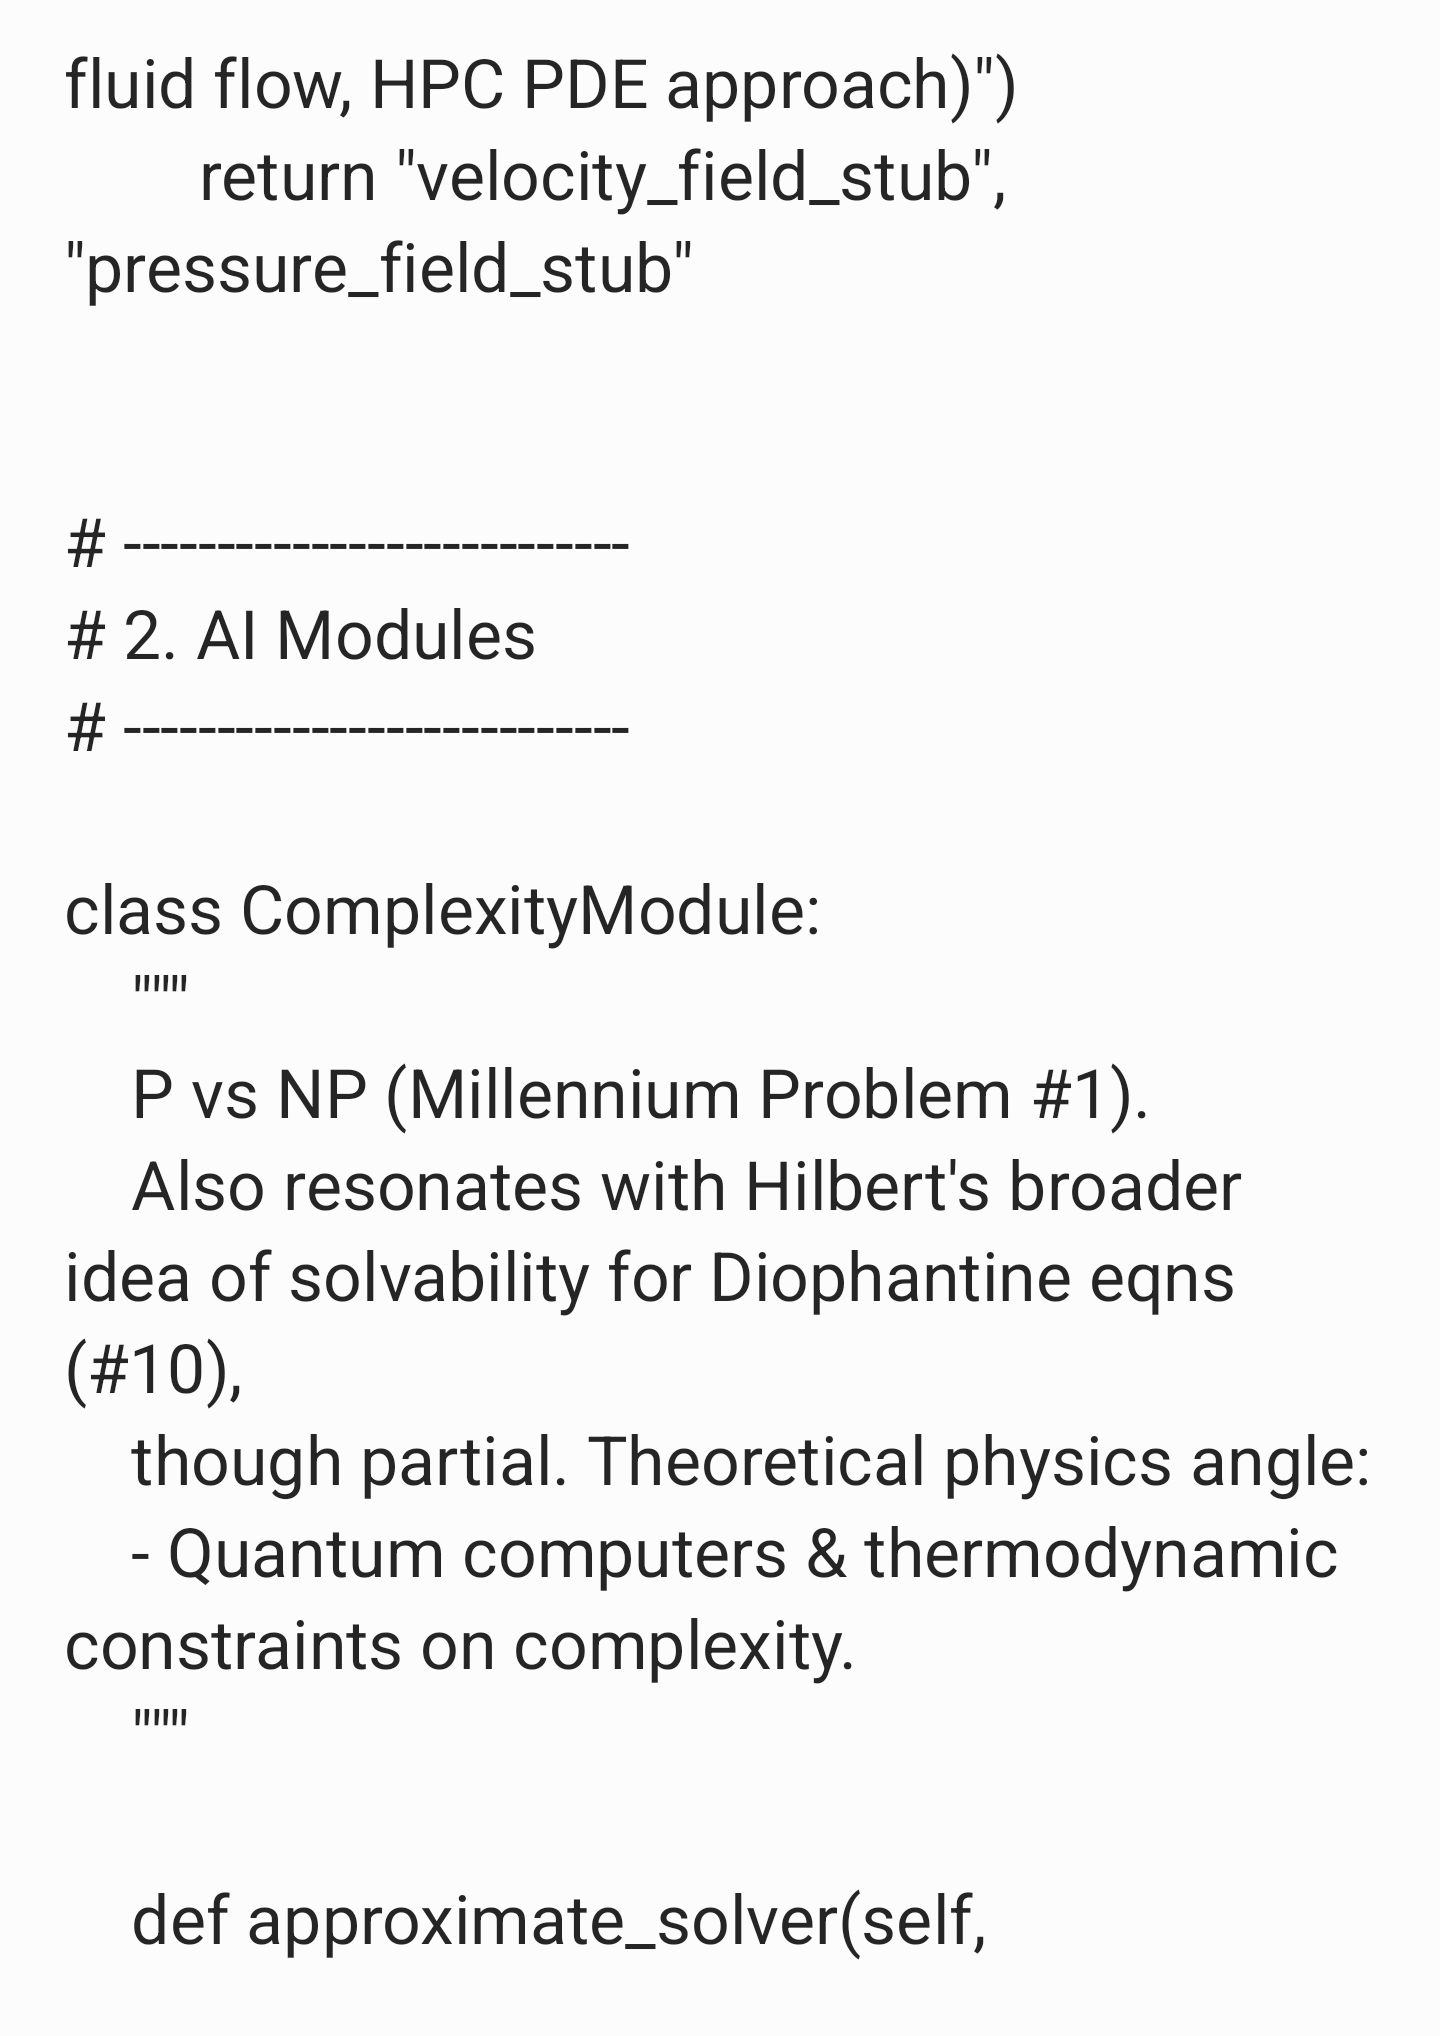 fluid flow, HPC PDE approach)")
return "velocity_field_stub",
"pressure_field_stub"
# ---------------------------
# 2. AI Modules
# ---------------------------
class ComplexityModule:
"""
P vs NP (Millennium Problem #1).
Also resonates with Hilbert's broader
idea of solvability for Diophantine eqns
(#10),
though partial. Theoretical physics angle:
- Quantum computers & thermodynamic
constraints on complexity.
"""
def approximate_solver(self,